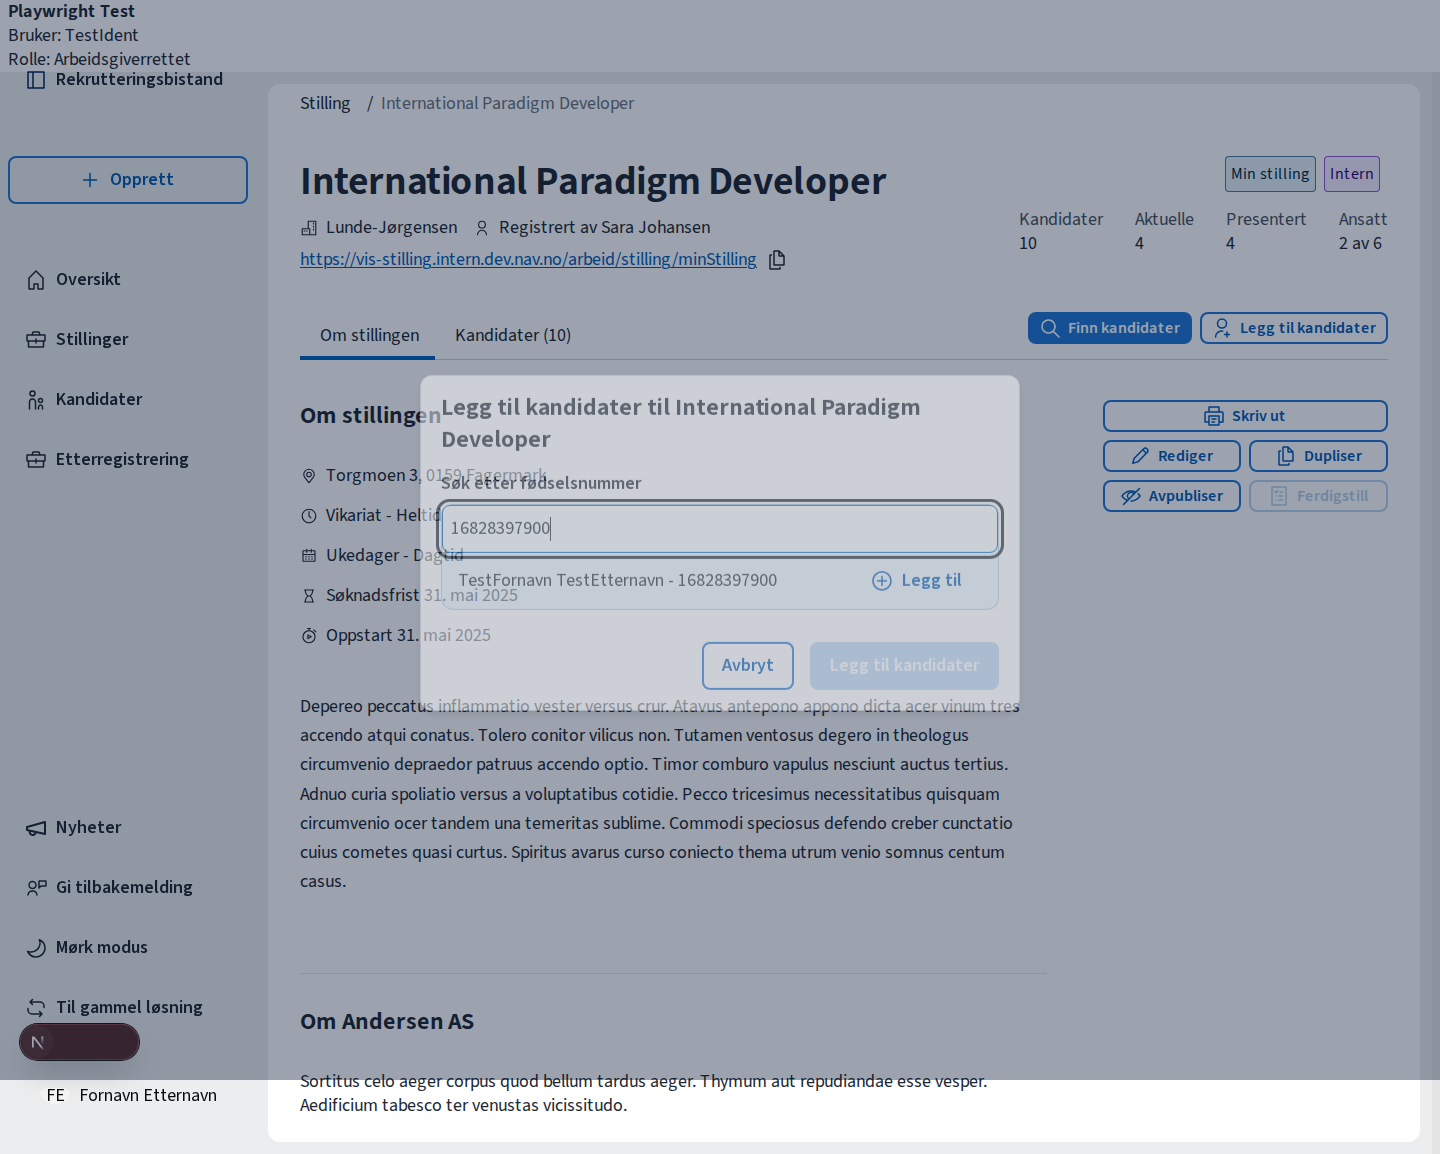 Playwright Test
Bruker: TestIdent
Rolle: Arbeidsgiverrettet
Rekrutteringsbistand
Opprett
Oversikt
Stillinger
Kandidater
Etterregistrering
Nyheter
Gi tilbakemelding
Mørk modus
Til gammel løsning
N
FE Fornavn Etternavn
Stilling / International Paradigm Developer
International Paradigm Developer
Min stilling Intern
Lunde-Jørgensen Registrert av Sara Johansen
https://vis-stilling.intern.dev.nav.no/arbeid/stilling/minStilling
Kandidater Aktuelle Presentert Ansatt
10 4 4 2 av 6
Om stillingen Kandidater (10)
Finn kandidater Legg til kandidater
Skriv ut
Rediger Dupliser
Avpubliser Ferdigstill
Om stillingen
Torgmoen 3, 0159 Fagermark
Vikariat - Heltid
Ukedager - Dagtid
Søknadsfrist 31. mai 2025
Oppstart 31. mai 2025
Legg til kandidater til International Paradigm
Developer
Søk etter fødselsnummer
16828397900
TestFornavn TestEtternavn - 16828397900 Legg til
Avbryt Legg til kandidater
Depereo peccatus inflammatio vester versus crur. Atavus antepono appono dicta acer vinum tres
accendo atqui conatus. Tolero conitor vilicus non. Tutamen ventosus degero in theologus
circumvenio depraedor patruus accendo optio. Timor comburo vapulus nesciunt auctus tertius.
Adnuo curia spoliatio versus a voluptatibus cotidie. Pecco tricesimus necessitatibus quisquam
circumvenio ocer tandem una temeritas sublime. Commodi speciosus defendo creber cunctatio
cuius cometes quasi curtus. Spiritus avarus curso coniecto thema utrum venio somnus centum
casus.
Om Andersen AS
Sortitus celo aeger corpus quod bellum tardus aeger. Thymum aut repudiandae esse vesper.
Aedificium tabesco ter venustas vicissitudo.